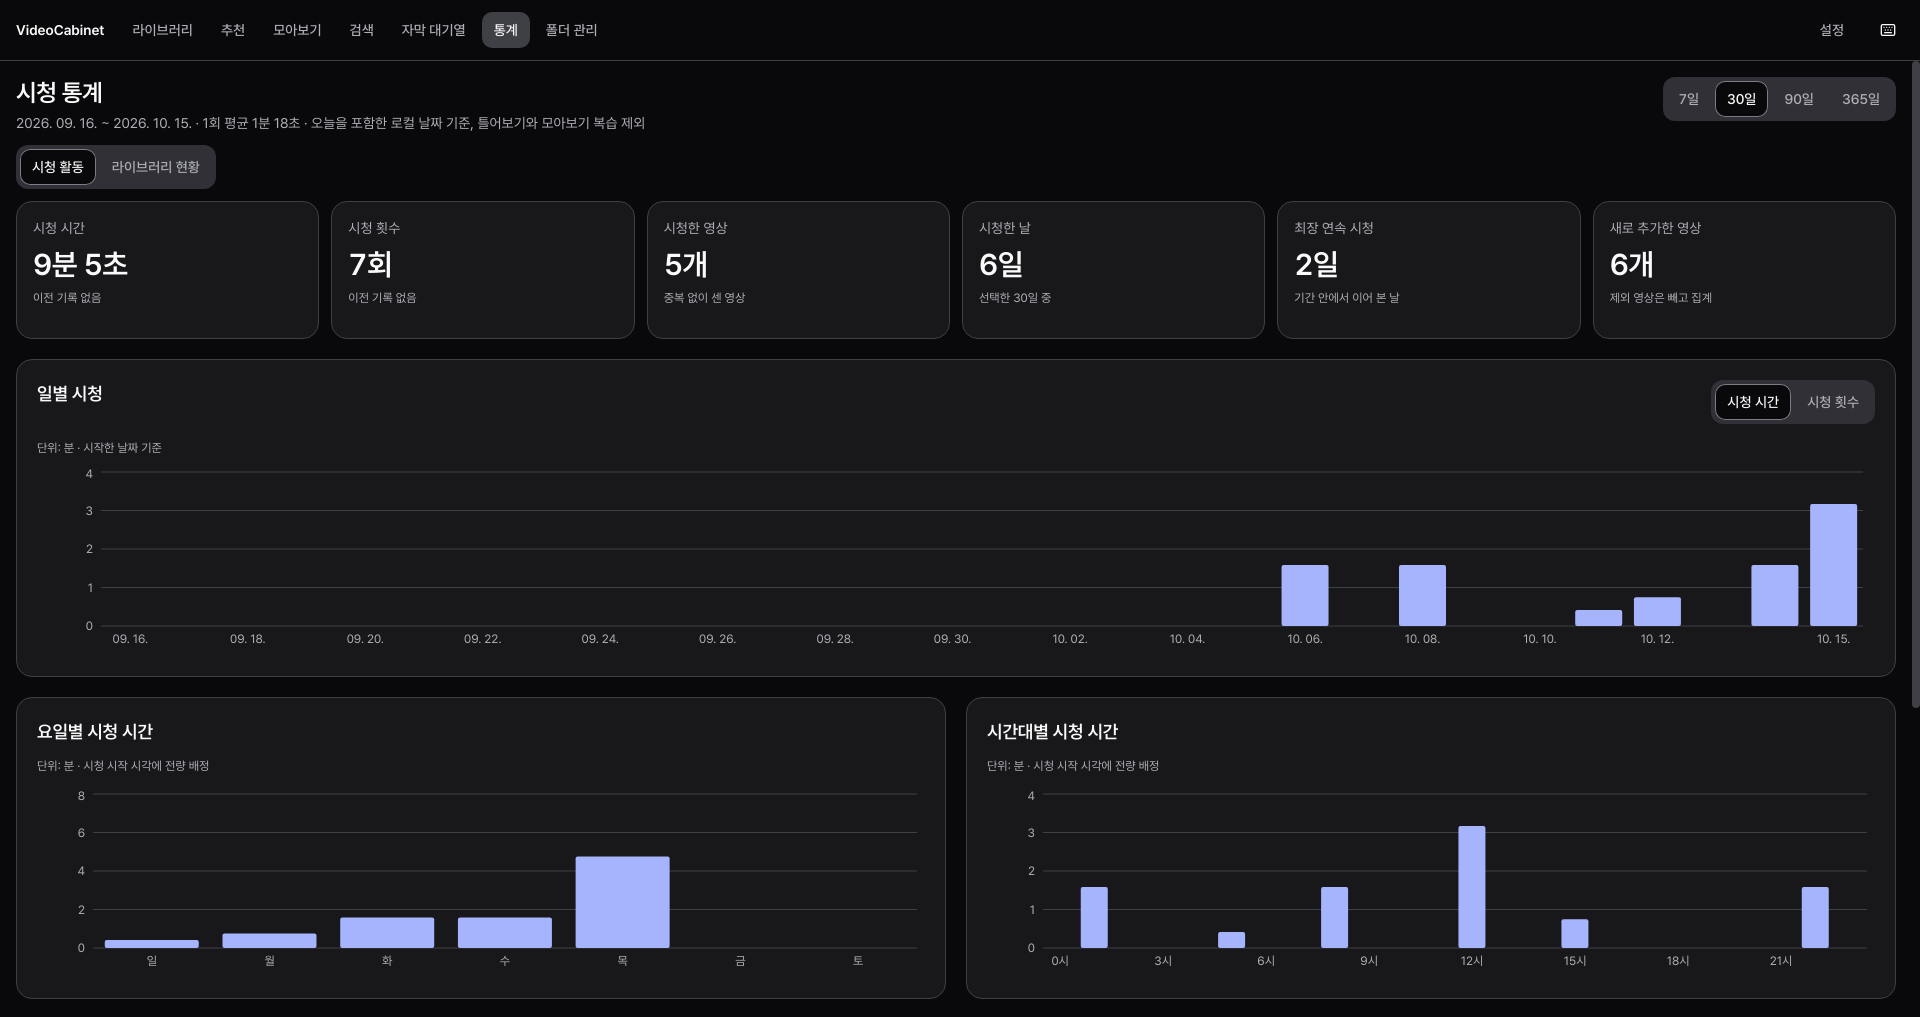 VideoCabinet 라이브러리 추천 모아보기 검색 자막 대기열 통계 폴더 관리 설정
시청 통계
7일 30일 90일 365일
2026. 09. 16. ~ 2026. 10. 15. · 1회 평균 1분 18초 · 오늘을 포함한 로컬 날짜 기준, 틀어보기와 모아보기 복습 제외
시청 활동 라이브러리 현황
시청 시간
9분 5초
이전 기록 없음
시청 횟수
7회
이전 기록 없음
시청한 영상
5개
중복 없이 센 영상
시청한 날
6일
선택한 30일 중
최장 연속 시청
2일
기간 안에서 이어 본 날
새로 추가한 영상
6개
제외 영상은 빼고 집계
일별 시청
시청 시간 시청 횟수
단위: 분 · 시작한 날짜 기준
4
3
2
1
0
09. 16. 09. 18. 09. 20. 09. 22. 09. 24. 09. 26. 09. 28. 09. 30. 10. 02. 10. 04. 10. 06. 10. 08. 10. 10. 10. 12. 10. 15.
요일별 시청 시간
단위: 분 · 시청 시작 시각에 전량 배정
8
6
4
2
0
일 월 화 수 목 금 토
시간대별 시청 시간
단위: 분 · 시청 시작 시각에 전량 배정
4
3
2
1
0
0시 3시 6시 9시 12시 15시 18시 21시